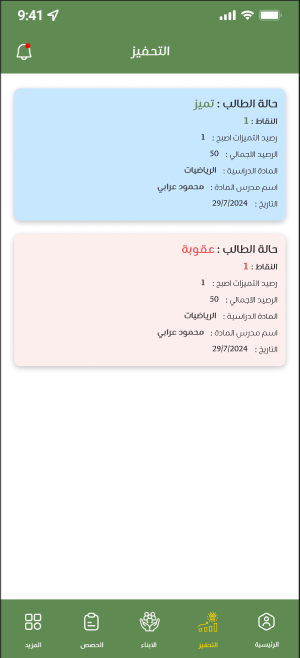 9:41
التحفيز
حالة الطالب : تميز
النقاط : 1
رصيد التميزات اصبح : 1
الرصيد الاجمالي : 50
المادة الدراسية : الرياضيات
اسم مدرس المادة : محمود عرابي
التاريخ : 29/7/2024
حالة الطالب : عقوبة
النقاط : 1
رصيد التميزات اصبح : 1
الرصيد الاجمالي : 50
المادة الدراسية : الرياضيات
اسم مدرس المادة : محمود عرابي
التاريخ : 29/7/2024
الرئيسية التحفيز الابناء الحصص المزيد